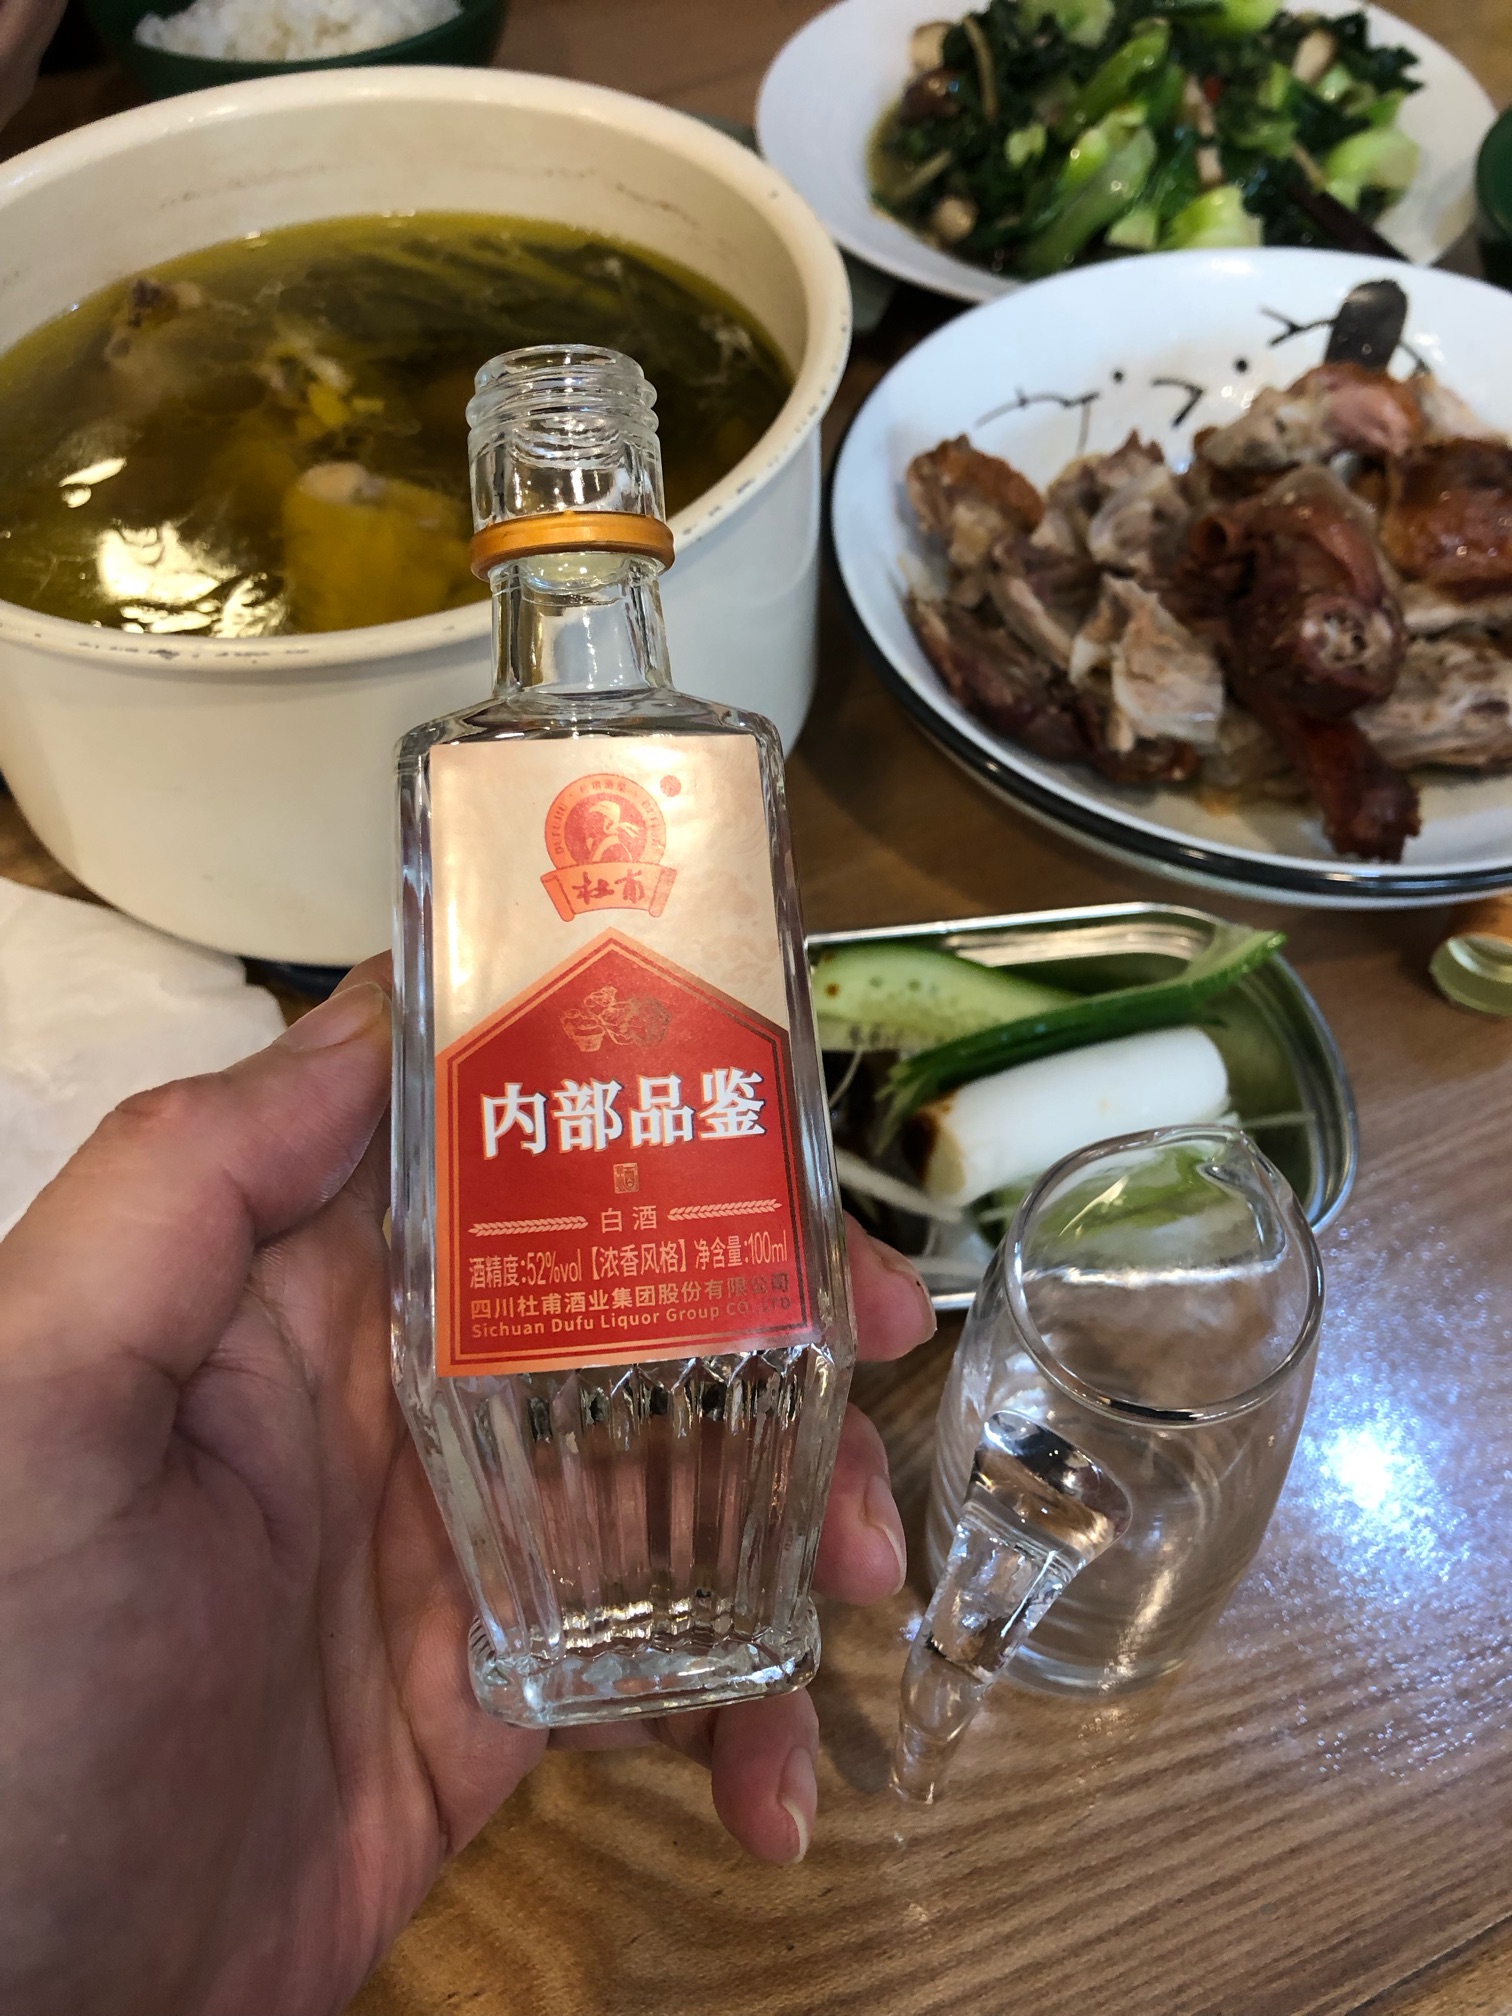 杜甫
内部品鉴
白酒
酒精度:52%vol【浓香风格】净含量:100ml
四川杜甫酒业集团股份有限公司
Sichuan Dufu Liquor Group CO.,LTD